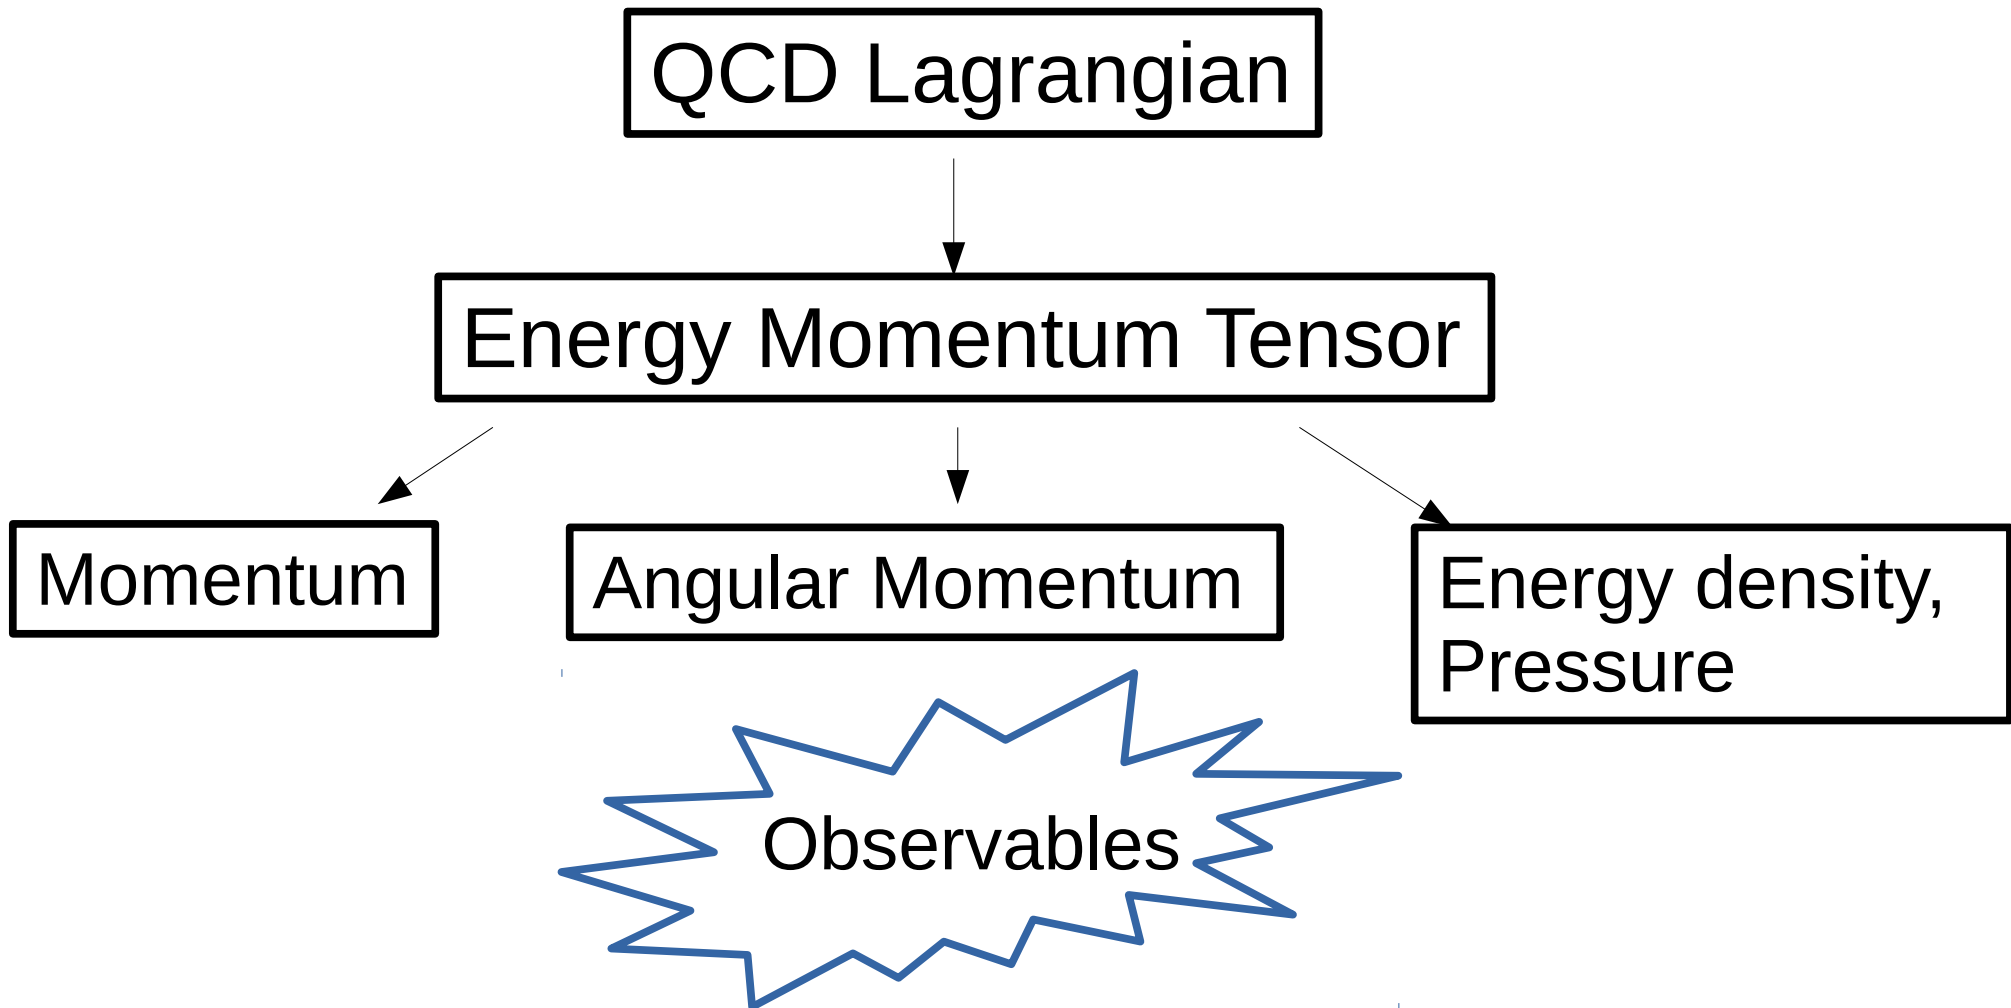 QCD Lagrangian
Energy Momentum Tensor
Momentum
Angular Momentum
Energy density,
Pressure
Observables